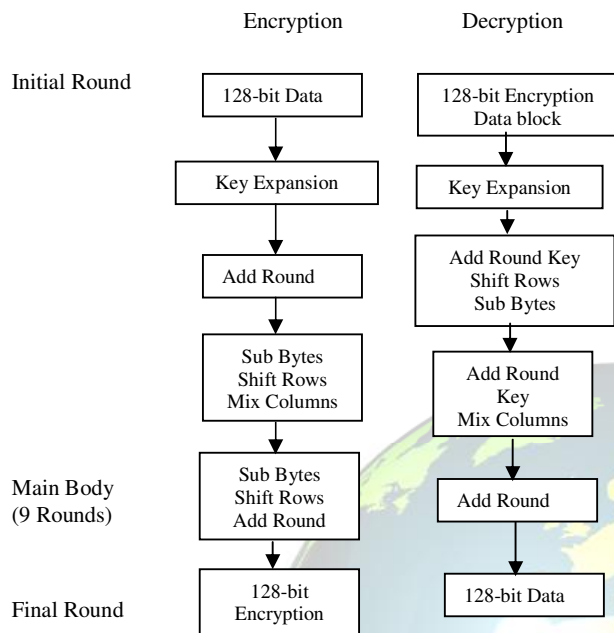 Encryption
Decryption
Initial Round
128-bit Data
128-bit Encryption
Data block
Key Expansion
Key Expansion
Add Round
Add Round Key
Shift Rows
Sub Bytes
Sub Bytes
Shift Rows
Mix Columns
Add Round
Key
Mix Columns
Main Body
(9 Rounds)
Sub Bytes
Shift Rows
Add Round
Add Round
Final Round
128-bit
Encryption
128-bit Data